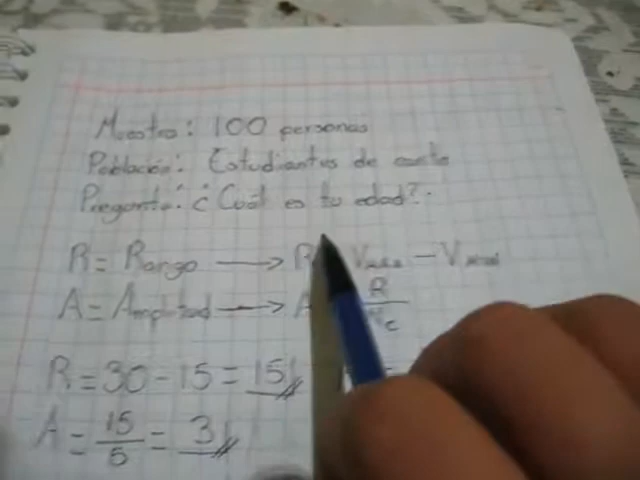 Muestra: 100 personas
Población: Estudiantes de
Pregunta: ¿Cuál es tu edad?.
R = Rango → R V - V
A = Amplitud → A R
c
R = 30 - 15 = 15
A = 15/5 = 3